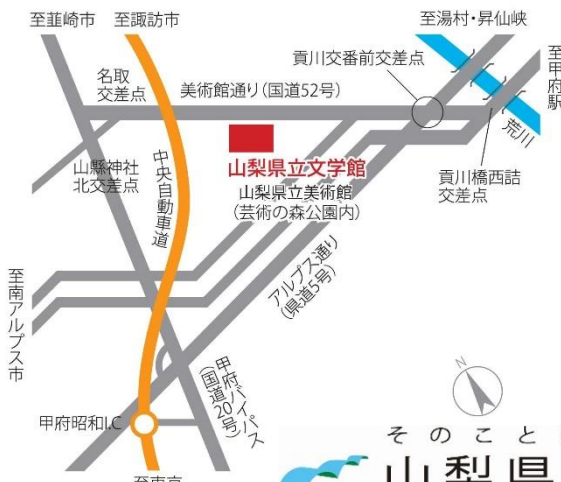 至韮崎市
至諏訪市
至湯村・昇仙峡
貢川交番前交差点
至甲府駅
名取
交差点
美術館通り(国道52号)
荒川
山梨県立文学館
山梨県立美術館
(芸術の森公園内)
山縣神社
北交差点
中央自動車道
貢川橋西詰
交差点
アルプス通り
(県道5号)
至南アルプス市
甲府バイパス
(国道20号)
甲府昭和I.C
N
そのこと
山梨県
至東京